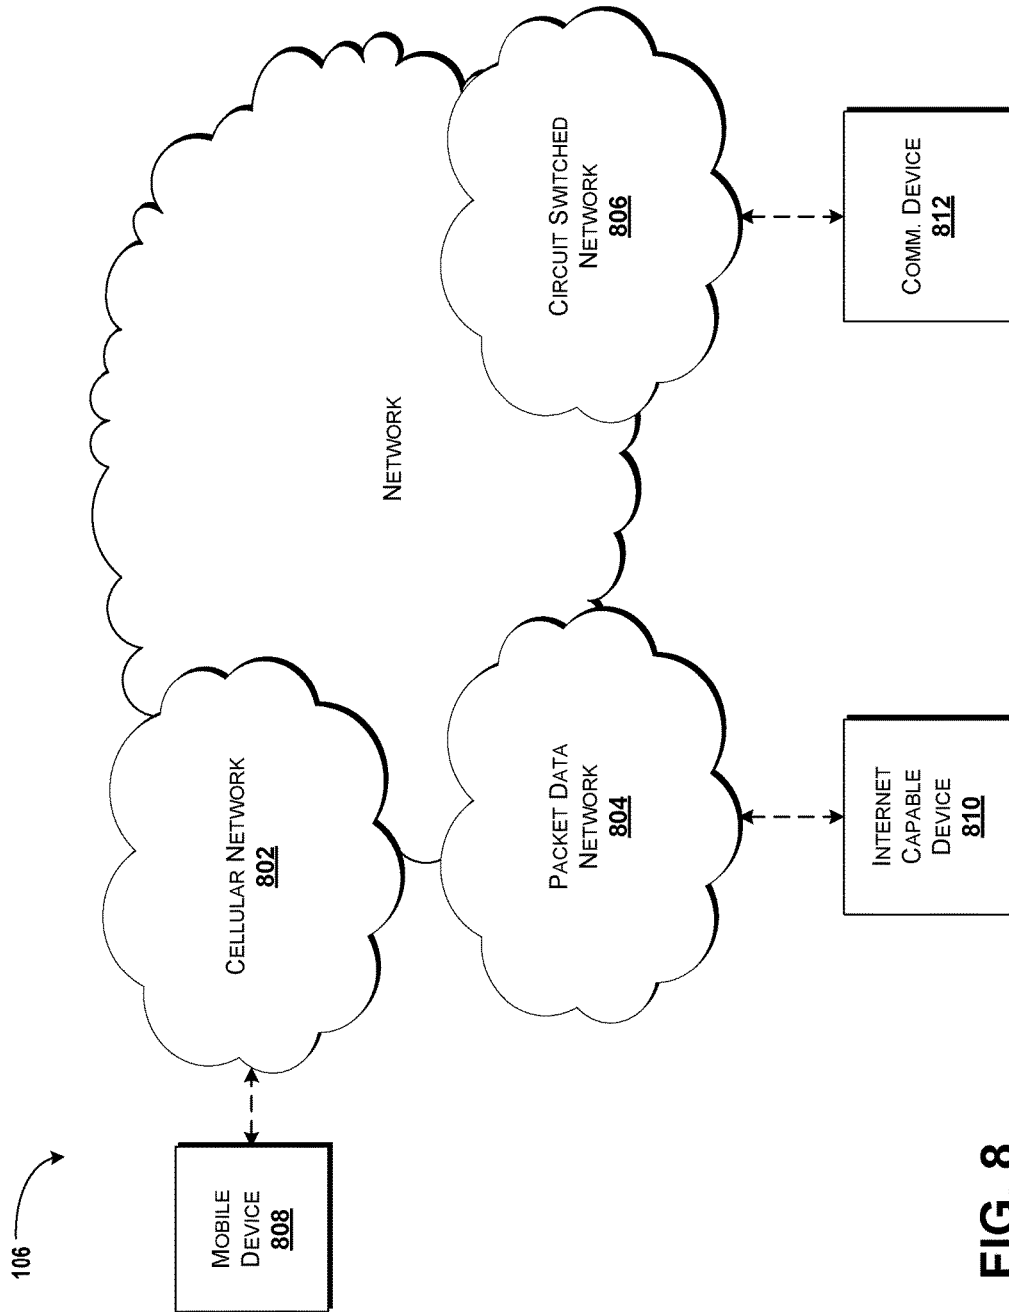 106
MOBILE
DEVICE
808
CELLULAR NETWORK
802
NETWORK
PACKET DATA
NETWORK
804
CIRCUIT SWITCHED
NETWORK
806
INTERNET
CAPABLE
DEVICE
810
COMM. DEVICE
812
FIG. 8